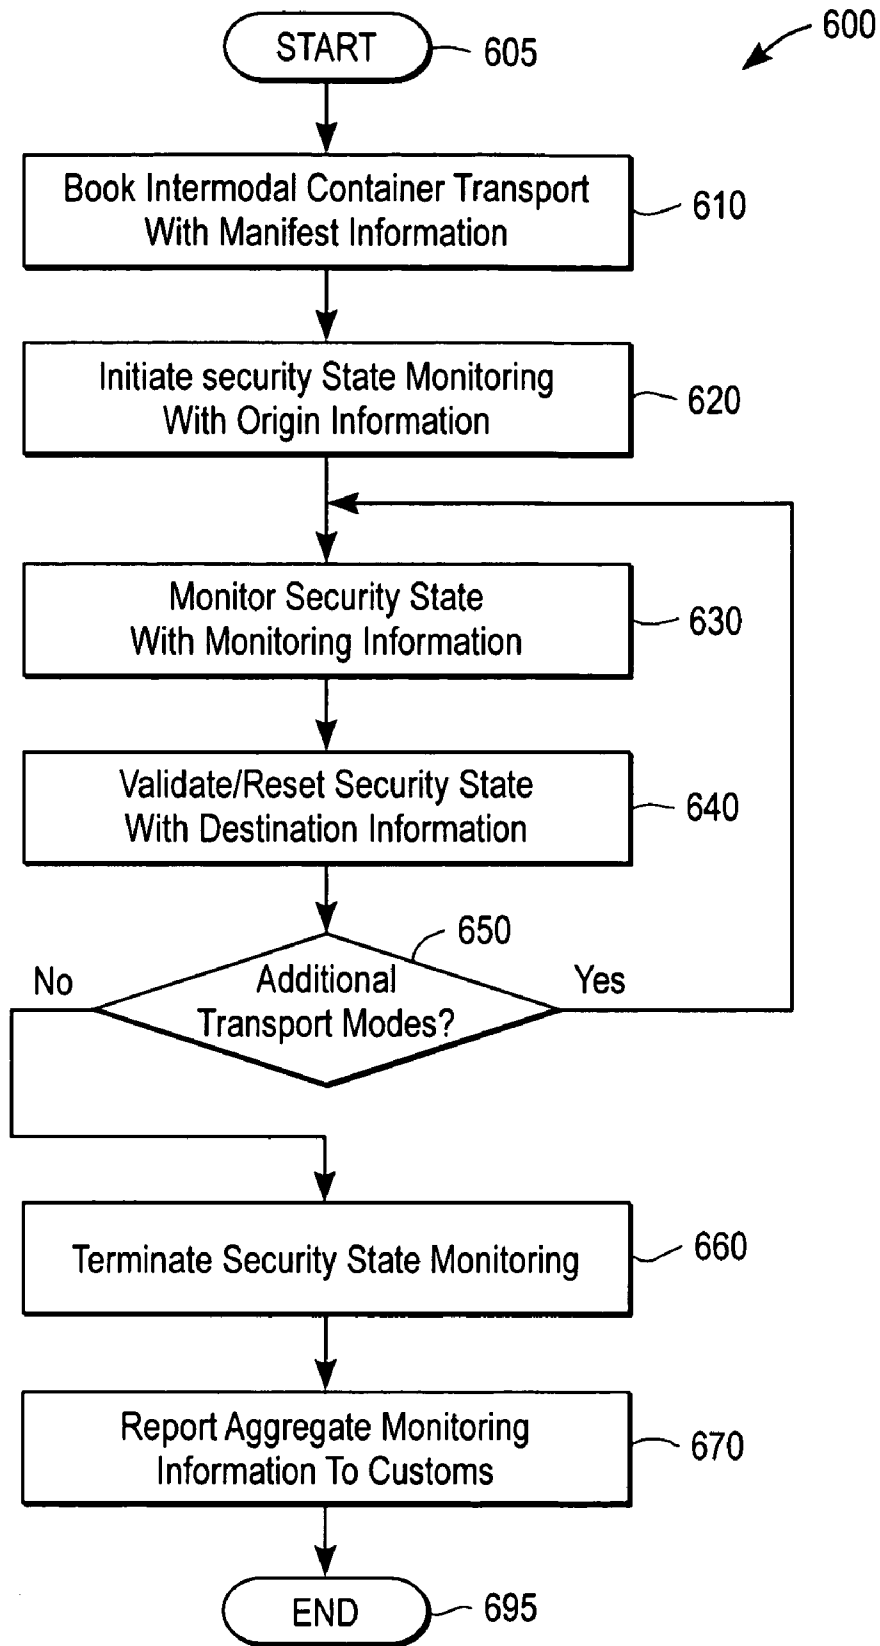 600
START
605
Book Intermodal Container Transport
With Manifest Information
610
Initiate security State Monitoring
With Origin Information
620
Monitor Security State
With Monitoring Information
630
Validate/Reset Security State
With Destination Information
640
650
No
Additional
Transport Modes?
Yes
Terminate Security State Monitoring
660
Report Aggregate Monitoring
Information To Customs
670
END
695